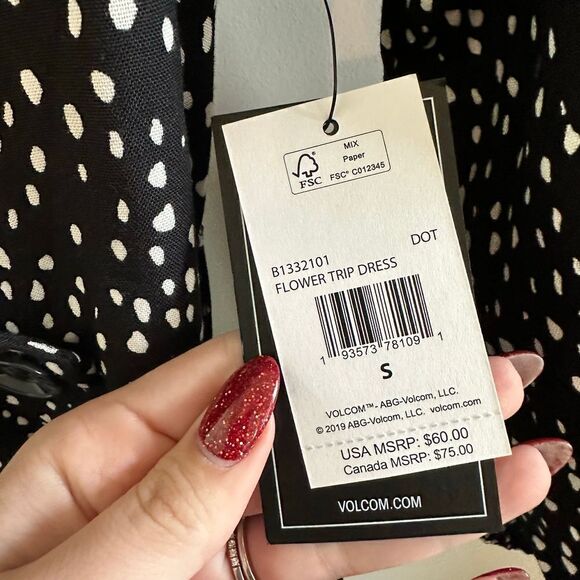 MIX
Paper
FSC® C012345
FSC
DOT
B1332101
FLOWER TRIP DRESS
1 93573 78109 1
S
VOLCOM™- ABG-Volcom, LLC.
© 2019 ABG-Volcom, LLC. volcom.com
USA MSRP: $60.00
Canada MSRP: $75.00
VOLCOM.COM